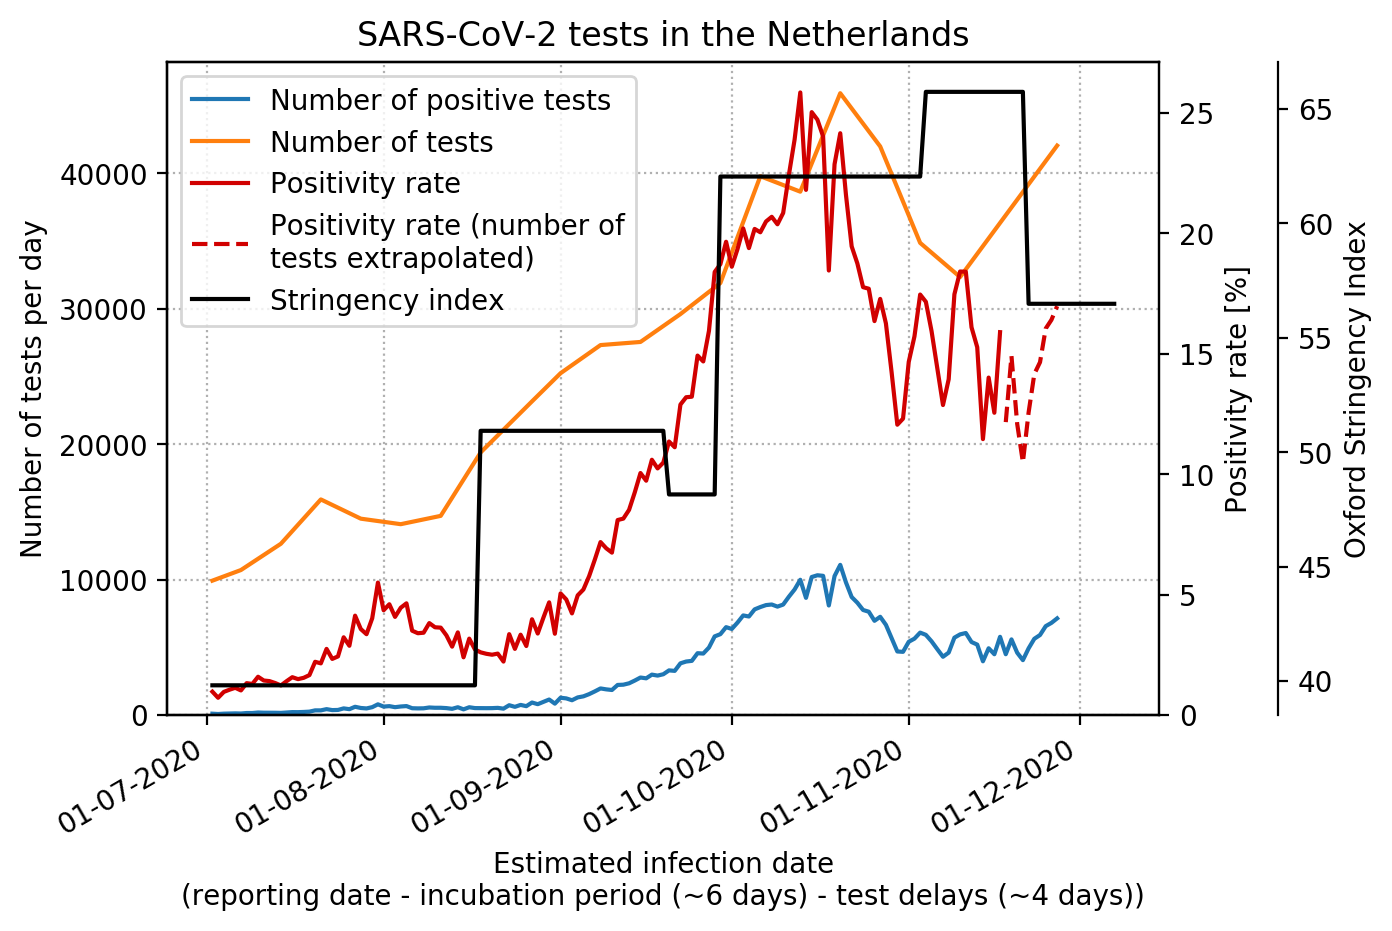 SARS-CoV-2 tests in the Netherlands
Number of positive tests
Number of tests
Positivity rate
Positivity rate (number of
tests extrapolated)
Stringency index
Number of tests per day
40000
30000
20000
10000
0
25
20
15
10
5
0
Positivity rate [%]
65
60
55
50
45
40
Oxford Stringency Index
01-07-2020
01-08-2020
01-09-2020
01-10-2020
01-11-2020
01-12-2020
Estimated infection date
(reporting date - incubation period (~6 days) - test delays (~4 days))